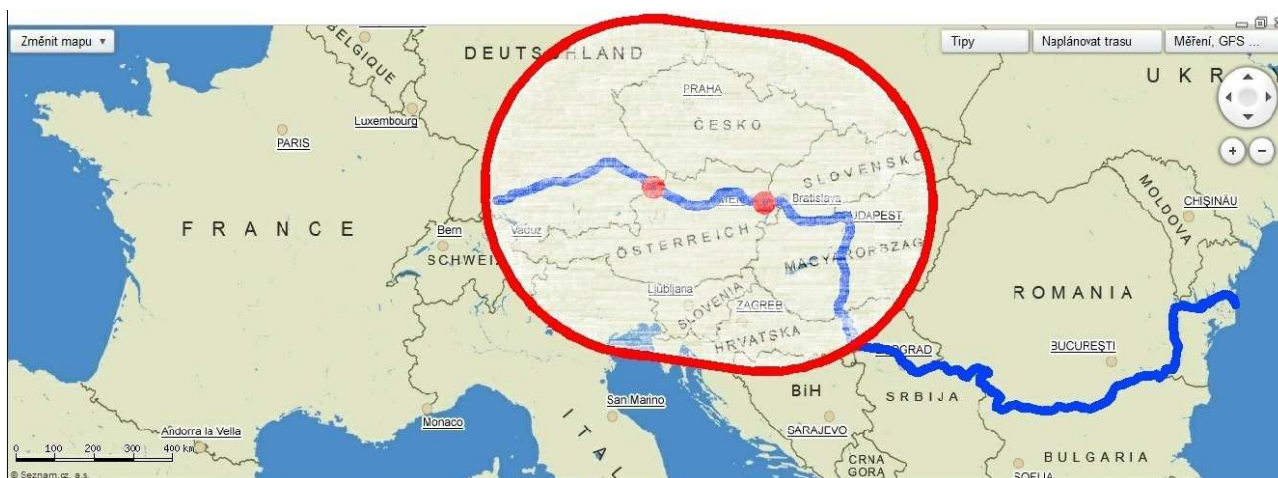 Změnit mapu
Tipy
Naplánovat trasu
Měření, GPS ...
BELGIQUE
DEUTSCHLAND
UKR
PRAHA
Luxembourg
ČESKO
PARIS
SLOVENSKO
MOLDOVA
Bratislava
CHIŞINĂU
BUDAPEST
FRANCE
Bern
Vaduz
ÖSTERREICH
SCHWEIZ
MAGYARORSZAG
Ljubljana
SLOVENIA
ZAGREB
ROMANIA
HRVATSKA
BEOGRAD
BUCUREŞTI
BiH
SRBIJA
San Marino
Monaco
ITAL
SARAJEVO
Andorra la Vella
0 100 200 300 400 km
CRNA
GORA
BULGARIA
SOFIJA
© Seznam.cz, a.s.